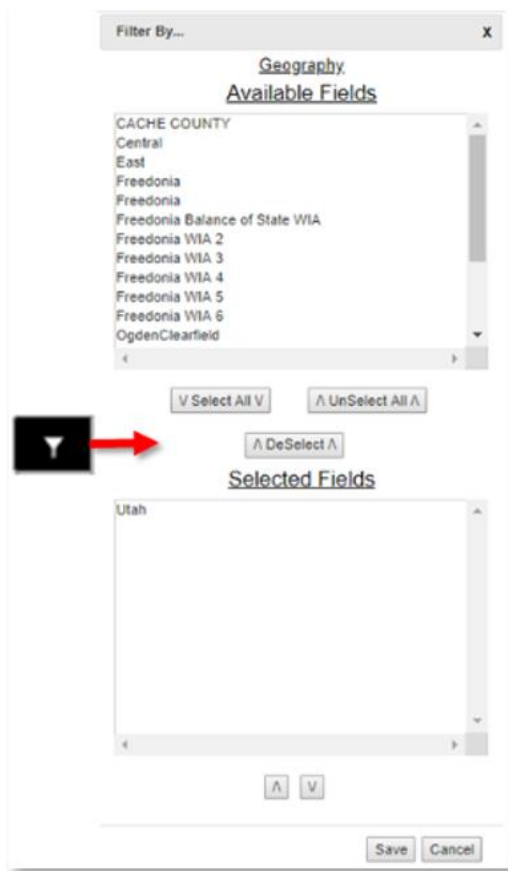 Filter By... X
Geography
Available Fields
CACHE COUNTY
Central
East
Freedonia
Freedonia
Freedonia Balance of State WIA
Freedonia WIA 2
Freedonia WIA 3
Freedonia WIA 4
Freedonia WIA 5
Freedonia WIA 6
OgdenClearfield
V Select All V /\ UnSelect All /\
/\ DeSelect /\
Selected Fields
Utah
/\ V
Save Cancel